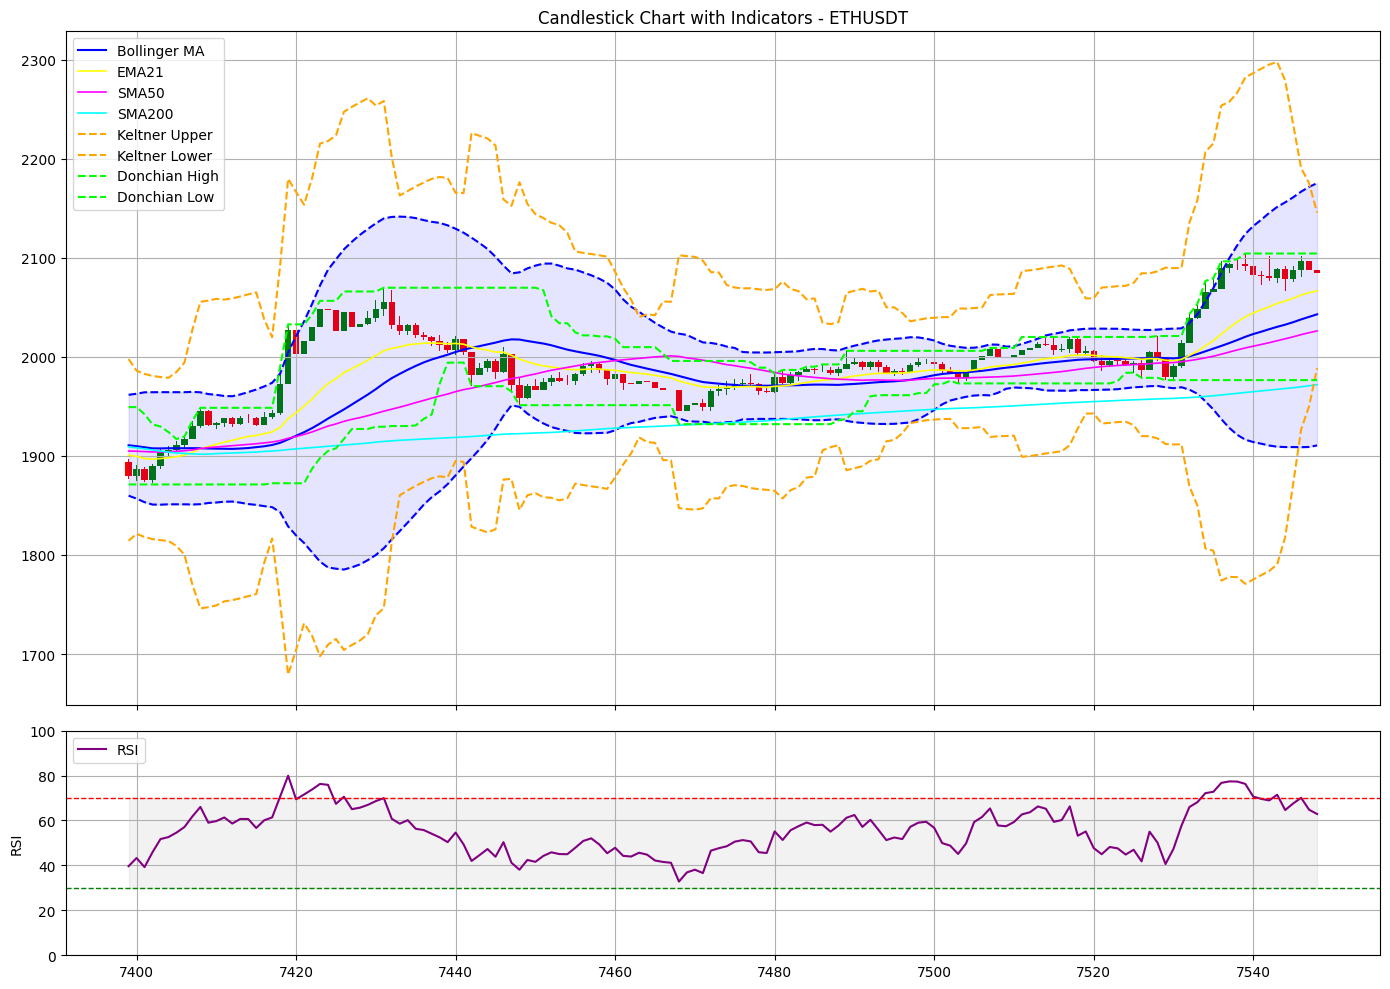 Candlestick Chart with Indicators - ETHUSDT
2300
2200
2100
2000
1900
1800
1700
Bollinger MA
EMA21
SMA50
SMA200
Keltner Upper
Keltner Lower
Donchian High
Donchian Low
100
80
60
40
20
0
RSI
RSI
7400 7420 7440 7460 7480 7500 7520 7540